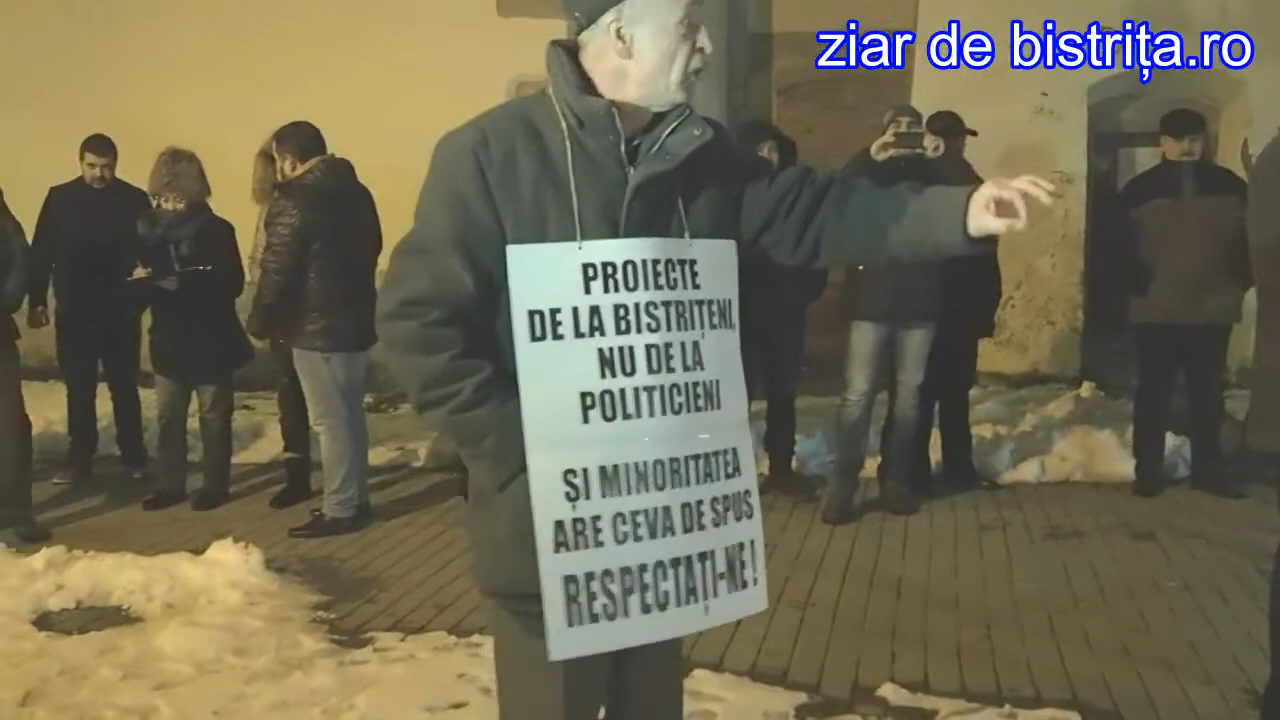 ziar de bistrița.ro
PROIECTE
DE LA BISTRIȚENI,
NU DE LA
POLITICIENI
ȘI MINORITATEA
ARE CEVA DE SPUS
RESPECTAȚI-NE!